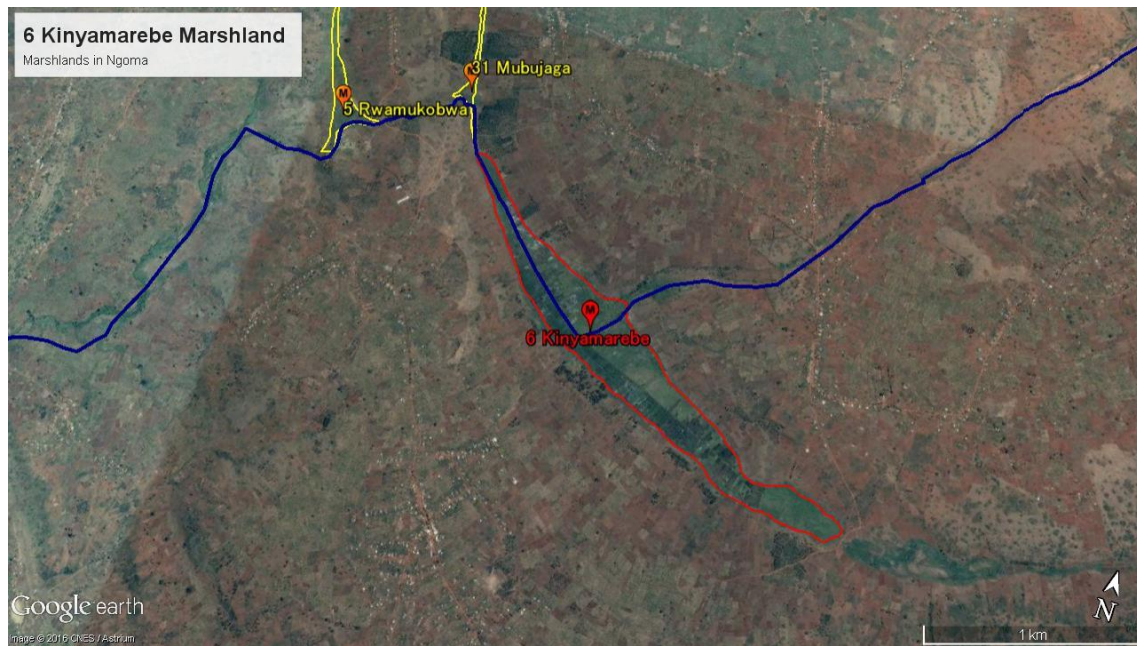 6 Kinyamarebe Marshland
Marshlands in Ngoma
M
31 Mubujaga
M
5 Rwamukobwa
M
6 Kinyamarebe
N
Google earth
Image © 2016 CNES / Astrium
1 km